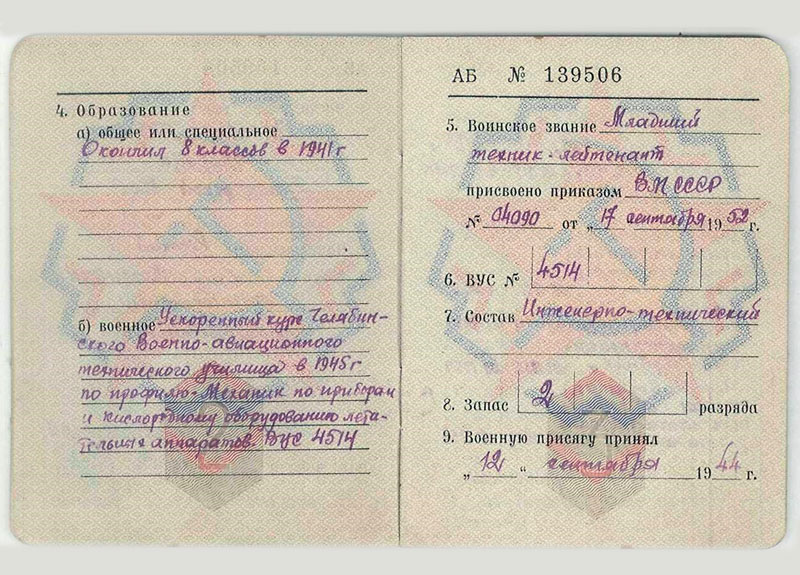 4. Образование
а) общее или специальное
Окончил 8 классов в 1941 г
б) военное Ускоренный курс Челябин-
ского Военно-авиационного
технического училища в 1945 г
по профилю-Механик по приборам
и кислородному оборудованию лета-
тельных аппаратов. ВУС 4514
АБ № 139506
5. Воинское звание Младший
техник-лейтенант
присвоено приказом ВМ СССР
№ 04090 от „17 сентября 1952 г.
6. ВУС № 4514
7. Состав Инженерно-технический
8. Запас 2 разряда
9. Военную присягу принял
„12“ сентября 1944 г.